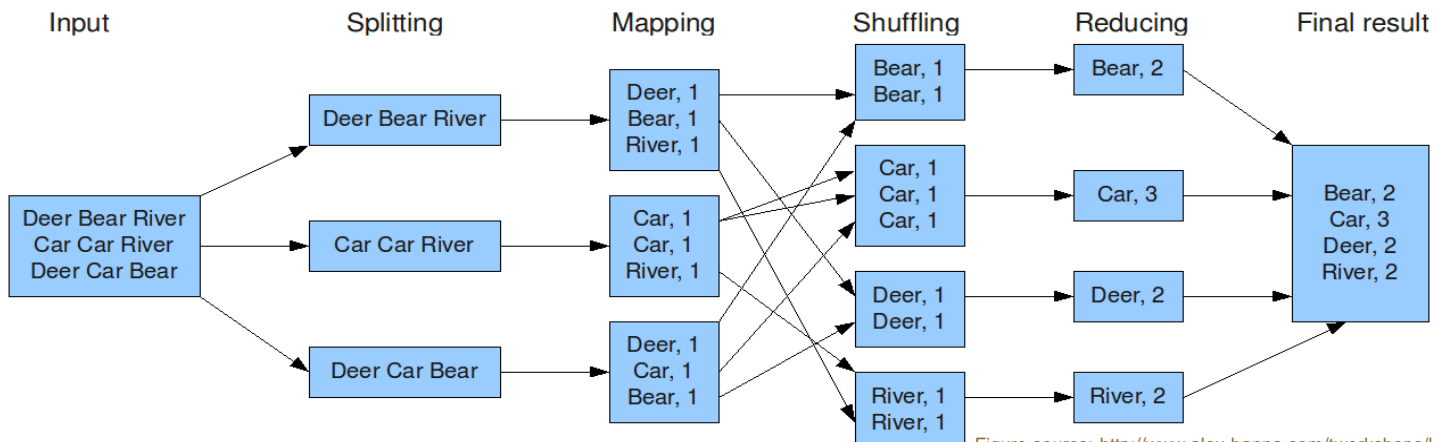 Input
Splitting
Mapping
Shuffling
Reducing
Final result
Deer Bear River
Car Car River
Deer Car Bear
Deer Bear River
Car Car River
Deer Car Bear
Deer, 1
Bear, 1
River, 1
Car, 1
Car, 1
River, 1
Deer, 1
Car, 1
Bear, 1
Bear, 1
Bear, 1
Car, 1
Car, 1
Car, 1
Deer, 1
Deer, 1
River, 1
River, 1
Bear, 2
Car, 3
Deer, 2
River, 2
Bear, 2
Car, 3
Deer, 2
River, 2
Figure source: